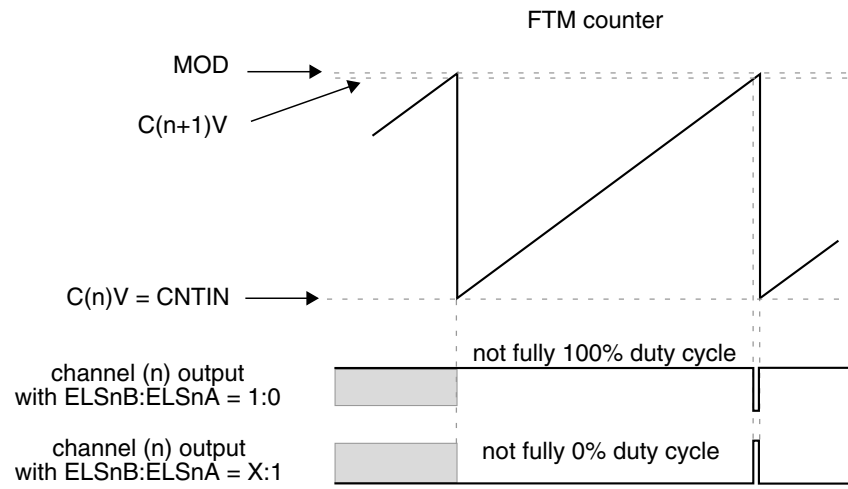 FTM counter
MOD
C(n+1)V
C(n)V = CNTIN
not fully 100% duty cycle
channel (n) output
with ELSnB:ELSnA = 1:0
channel (n) output
with ELSnB:ELSnA = X:1
not fully 0% duty cycle